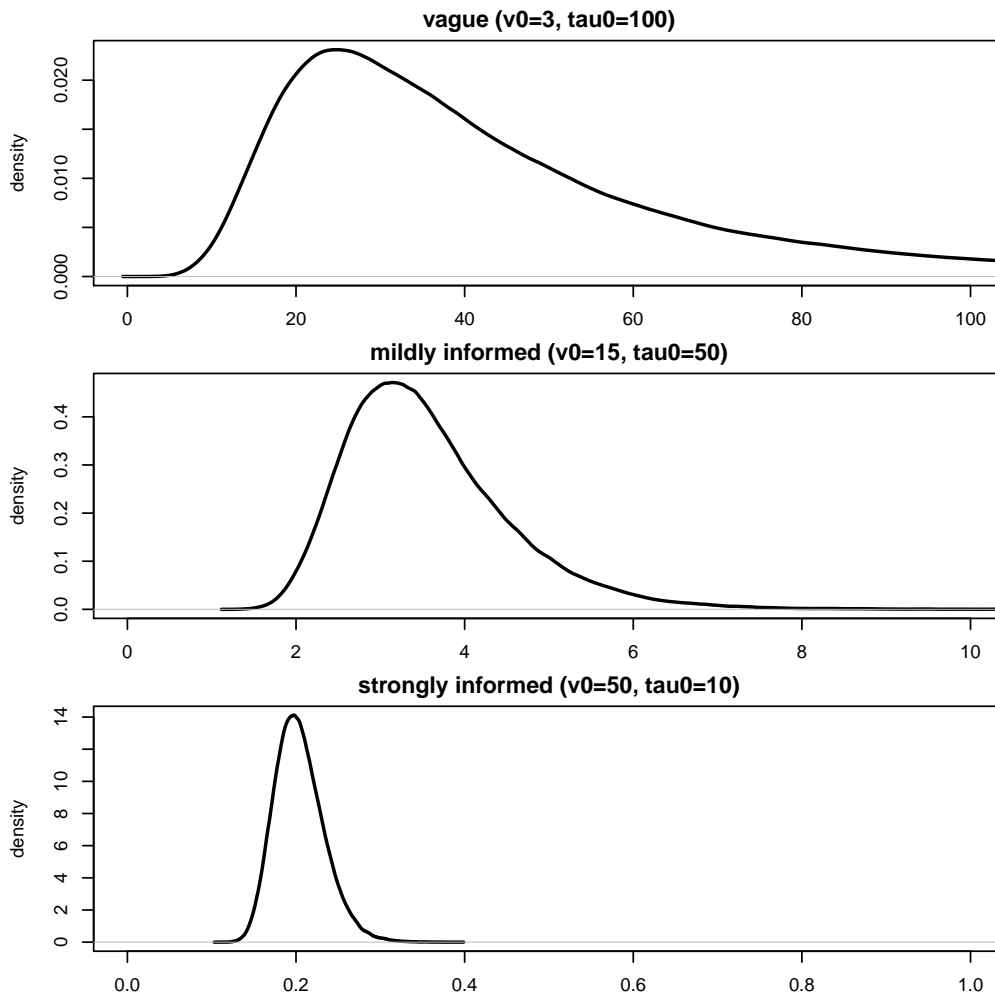 vague (v0=3, tau0=100)
density
0.000
0.010
0.020
0 20 40 60 80 100
mildly informed (v0=15, tau0=50)
density
0.0
0.1
0.2
0.3
0.4
0 2 4 6 8 10
strongly informed (v0=50, tau0=10)
density
0
2
4
6
8
10
14
0.0 0.2 0.4 0.6 0.8 1.0